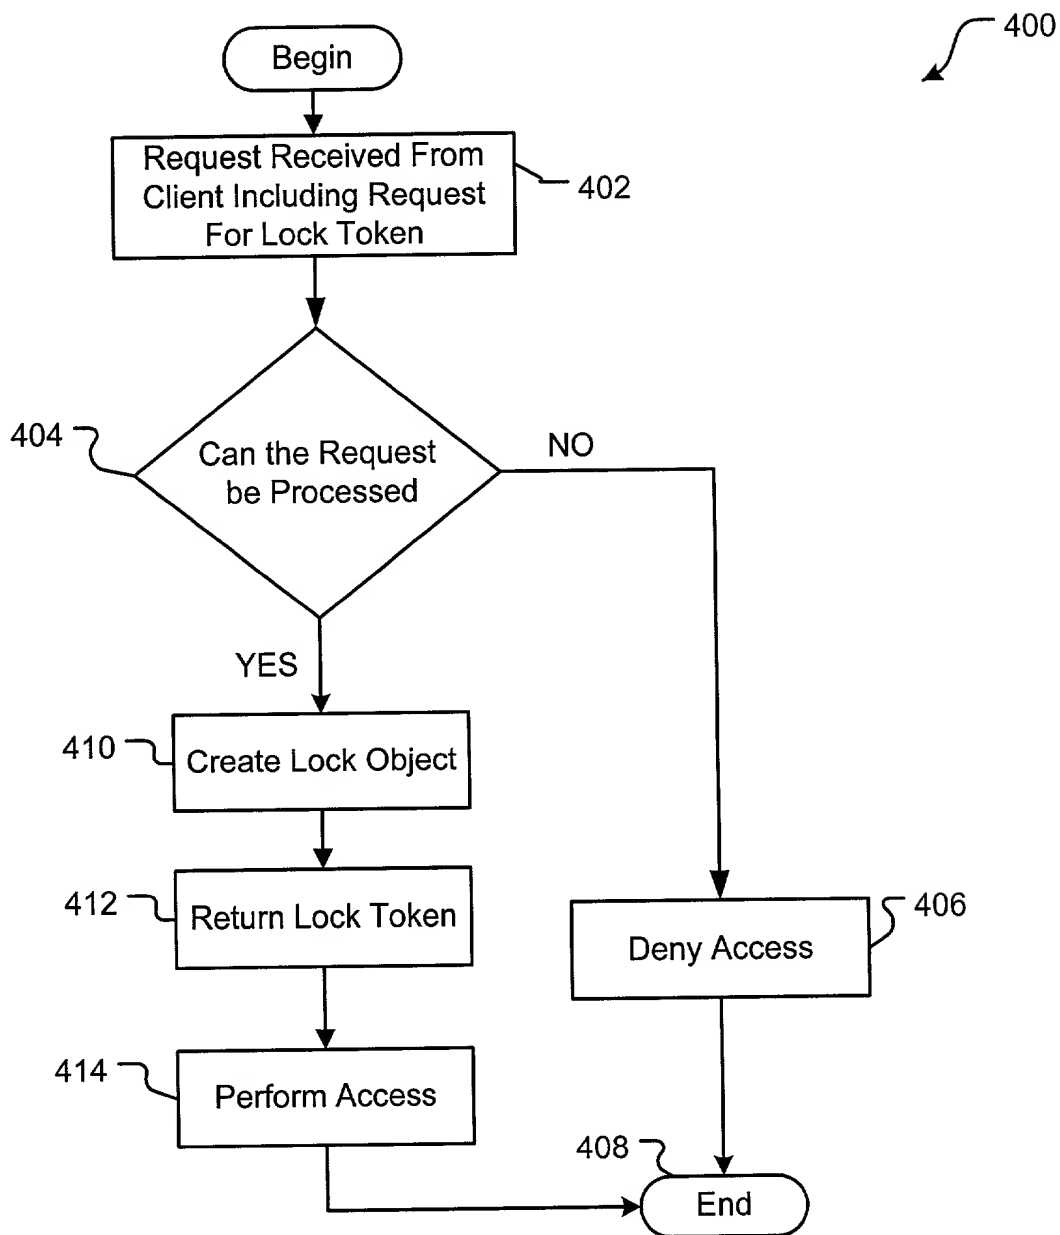 400
Begin
Request Received From
Client Including Request
For Lock Token
402
404
Can the Request
be Processed
NO
YES
410
Create Lock Object
412
Return Lock Token
406
Deny Access
414
Perform Access
408
End